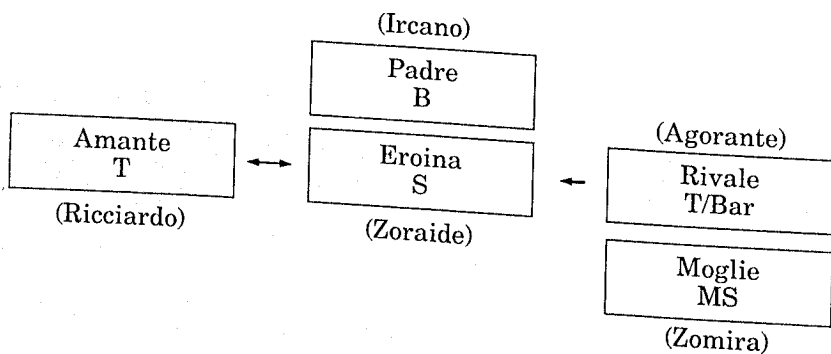 (Ircano)
Padre
B
Amante
T
(Ricciardo)
Eroina
S
(Zoraide)
(Agorante)
Rivale
T/Bar
Moglie
MS
(Zomira)